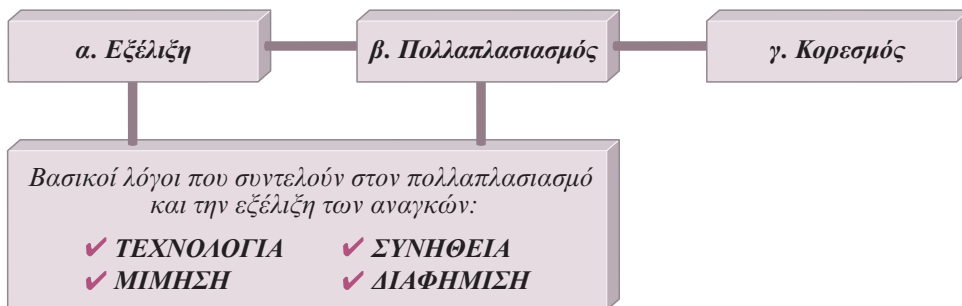 α. Εξέλιξη
β. Πολλαπλασιασμός
γ. Κορεσμός
Βασικοί λόγοι που συντελούν στον πολλαπλασιασμό
και την εξέλιξη των αναγκών:
✔ ΤΕΧΝΟΛΟΓΙΑ ✔ ΣΥΝΗΘΕΙΑ
✔ ΜΙΜΗΣΗ ✔ ΔΙΑΦΗΜΙΣΗ